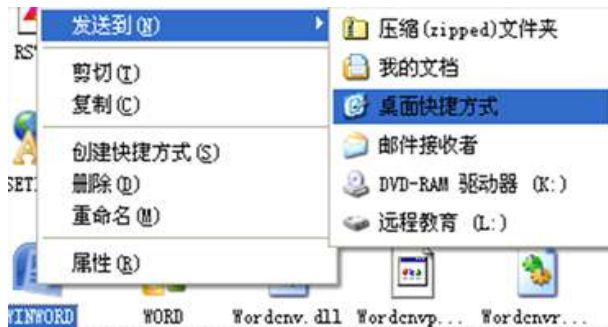 发送到(N)
剪切(T)
复制(C)
创建快捷方式(S)
删除(D)
重命名(M)
属性(R)
压缩(zipped)文件夹
我的文档
桌面快捷方式
邮件接收者
DVD-RAM 驱动器 (K:)
远程教育 (L:)
RS
SET
WINWORD
WORD
Wordcnv.dll
Wordcnvp...
Wordcnvr...